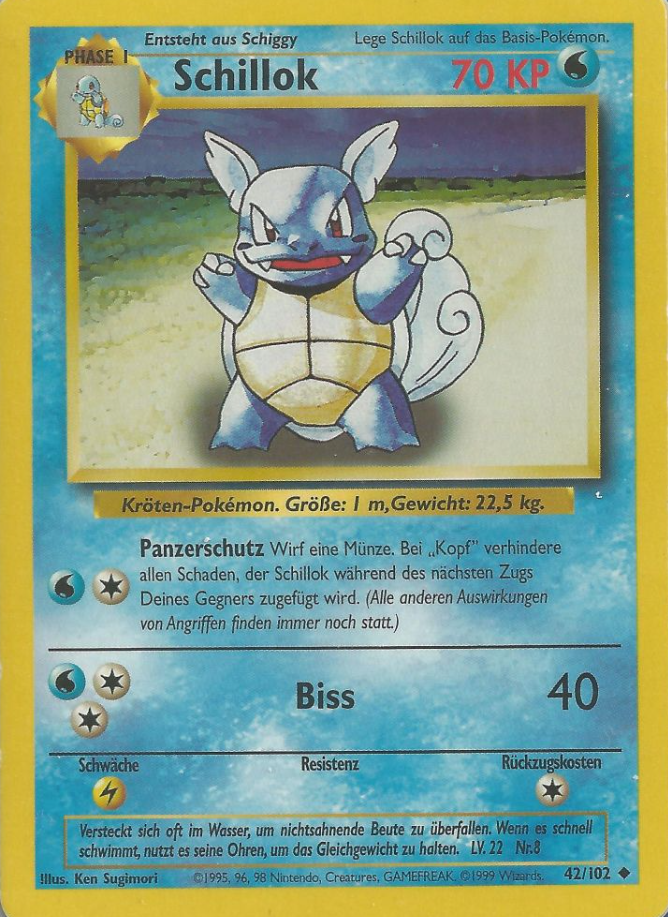 Entsteht aus Schiggy Lege Schillok auf das Basis-Pokémon.
PHASE 1
Schillok 70 KP
Kröten-Pokémon. Größe: 1 m,Gewicht: 22,5 kg.
Panzerschutz Wirf eine Münze. Bei „Kopf" verhindere
allen Schaden, der Schillok während des nächsten Zugs
Deines Gegners zugefügt wird. (Alle anderen Auswirkungen
von Angriffen finden immer noch statt.)
Biss 40
Schwäche Resistenz Rückzugskosten
Versteckt sich oft im Wasser, um nichtsahnende Beute zu überfallen. Wenn es schnell
schwimmt, nutzt es seine Ohren, um das Gleichgewicht zu halten. LV. 22 Nr.8
Illus. Ken Sugimori ©1995, 96, 98 Nintendo, Creatures, GAMEFREAK. ©1999 Wizards. 42/102